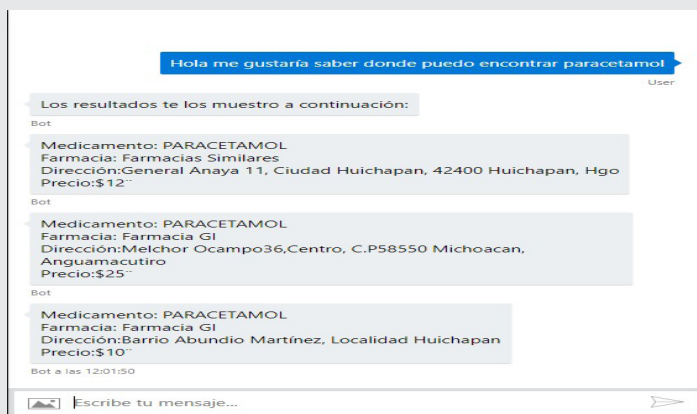 Hola me gustaría saber donde puedo encontrar paracetamol
User
Los resultados te los muestro a continuación:
Bot
Medicamento: PARACETAMOL
Farmacia: Farmacias Similares
Dirección:General Anaya 11, Ciudad Huichapan, 42400 Huichapan, Hgo
Precio:$12¨
Bot
Medicamento: PARACETAMOL
Farmacia: Farmacia GI
Dirección:Melchor Ocampo36,Centro, C.P58550 Michoacan,
Anguamacutiro
Precio:$25¨
Bot
Medicamento: PARACETAMOL
Farmacia: Farmacia GI
Dirección:Barrio Abundio Martínez, Localidad Huichapan
Precio:$10¨
Bot a las 12:01:50
Escribe tu mensaje...